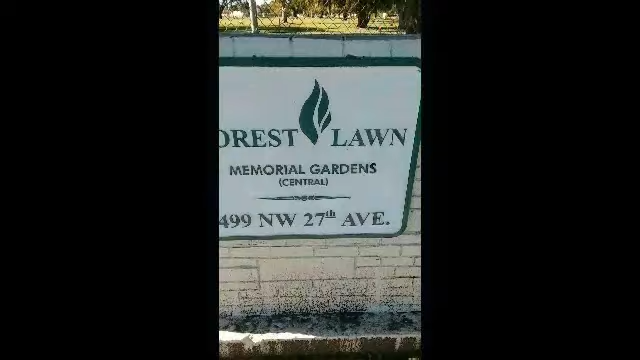 OREST LAWN
MEMORIAL GARDENS
(CENTRAL)
499 NW 27th AVE.